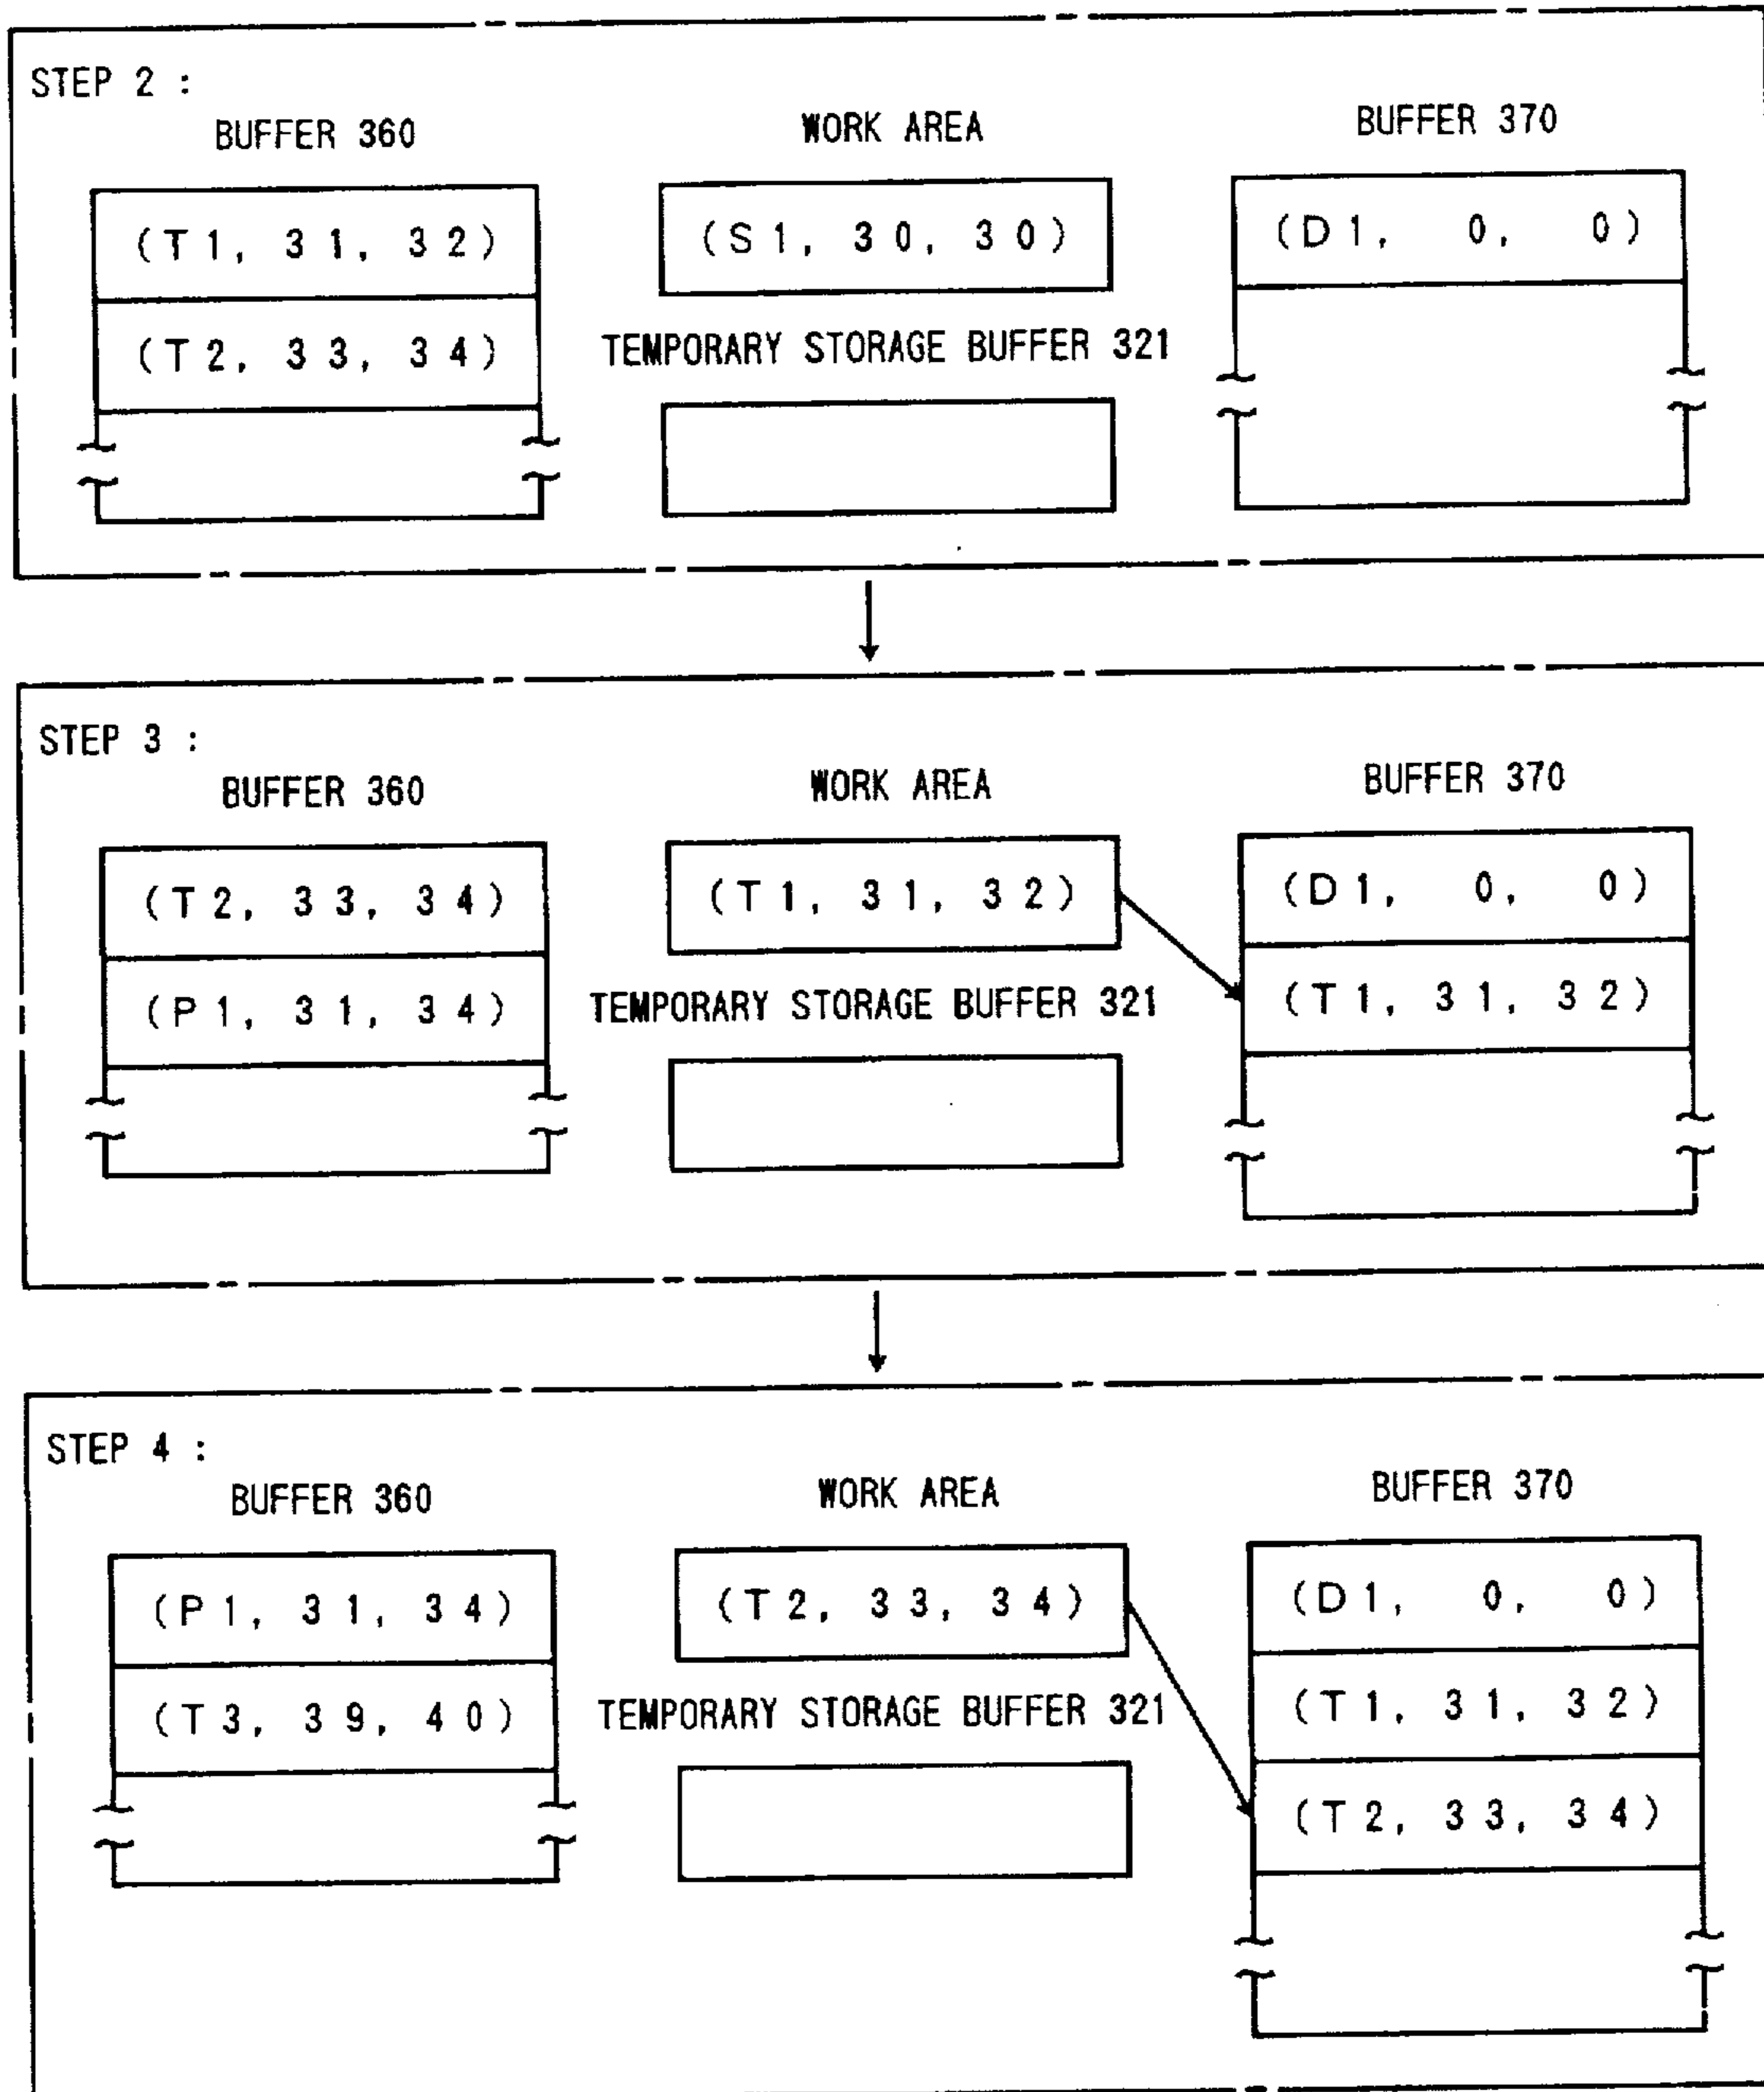 STEP 2 :
BUFFER 360 WORK AREA BUFFER 370
(T1, 31, 32) (S1, 30, 30) (D1, 0, 0)
(T2, 33, 34) TEMPORARY STORAGE BUFFER 321
STEP 3 :
BUFFER 360 WORK AREA BUFFER 370
(T2, 33, 34) (T1, 31, 32) (D1, 0, 0)
(P1, 31, 34) TEMPORARY STORAGE BUFFER 321 (T1, 31, 32)
STEP 4 :
BUFFER 360 WORK AREA BUFFER 370
(P1, 31, 34) (T2, 33, 34) (D1, 0, 0)
(T3, 39, 40) TEMPORARY STORAGE BUFFER 321 (T1, 31, 32)
(T2, 33, 34)